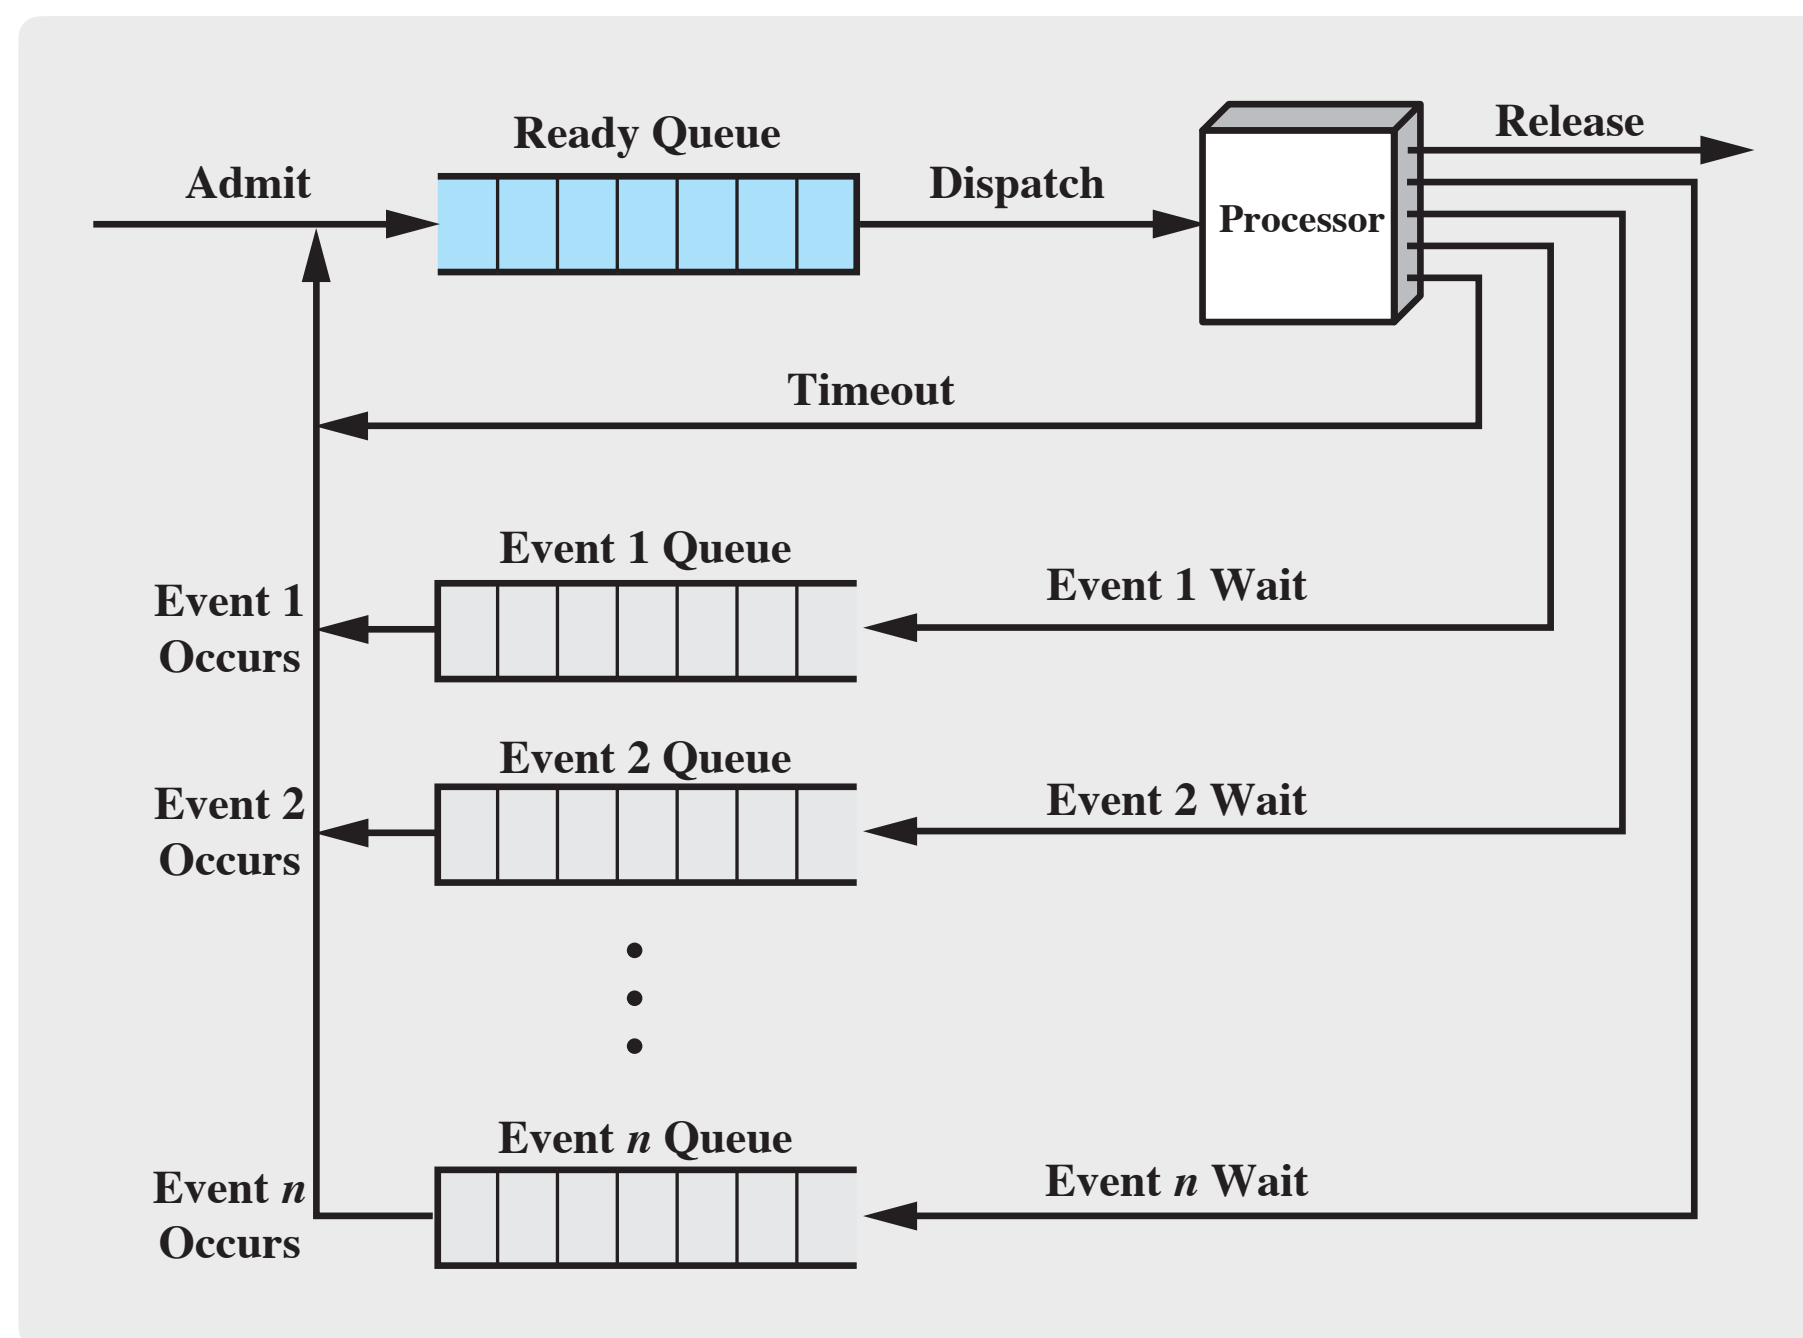 Release
Ready Queue
Admit
Dispatch
Processor
Timeout
Event 1 Queue
Event 1 Wait
Event 1
Occurs
Event 2 Queue
Event 2 Wait
Event 2
Occurs
Event n Queue
Event n Wait
Event n
Occurs